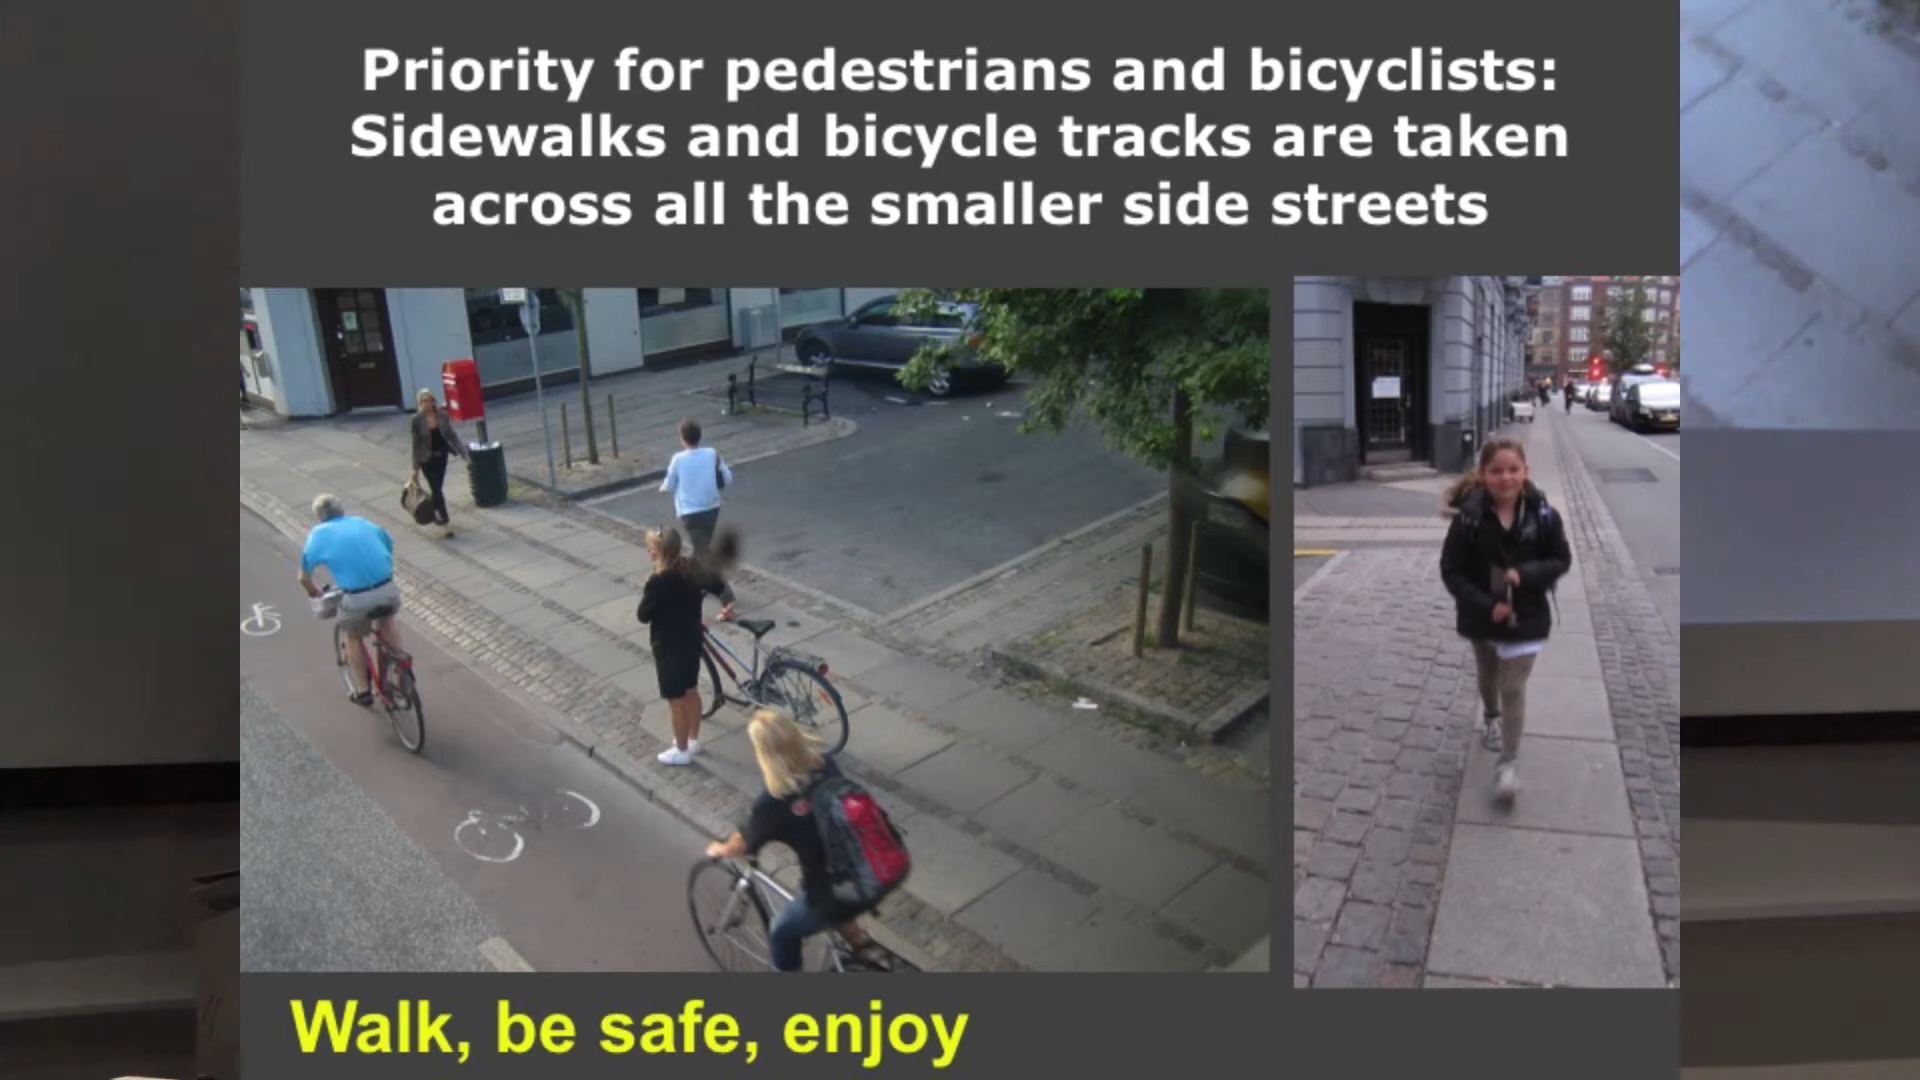 Priority for pedestrians and bicyclists:
Sidewalks and bicycle tracks are taken
across all the smaller side streets
Walk, be safe, enjoy